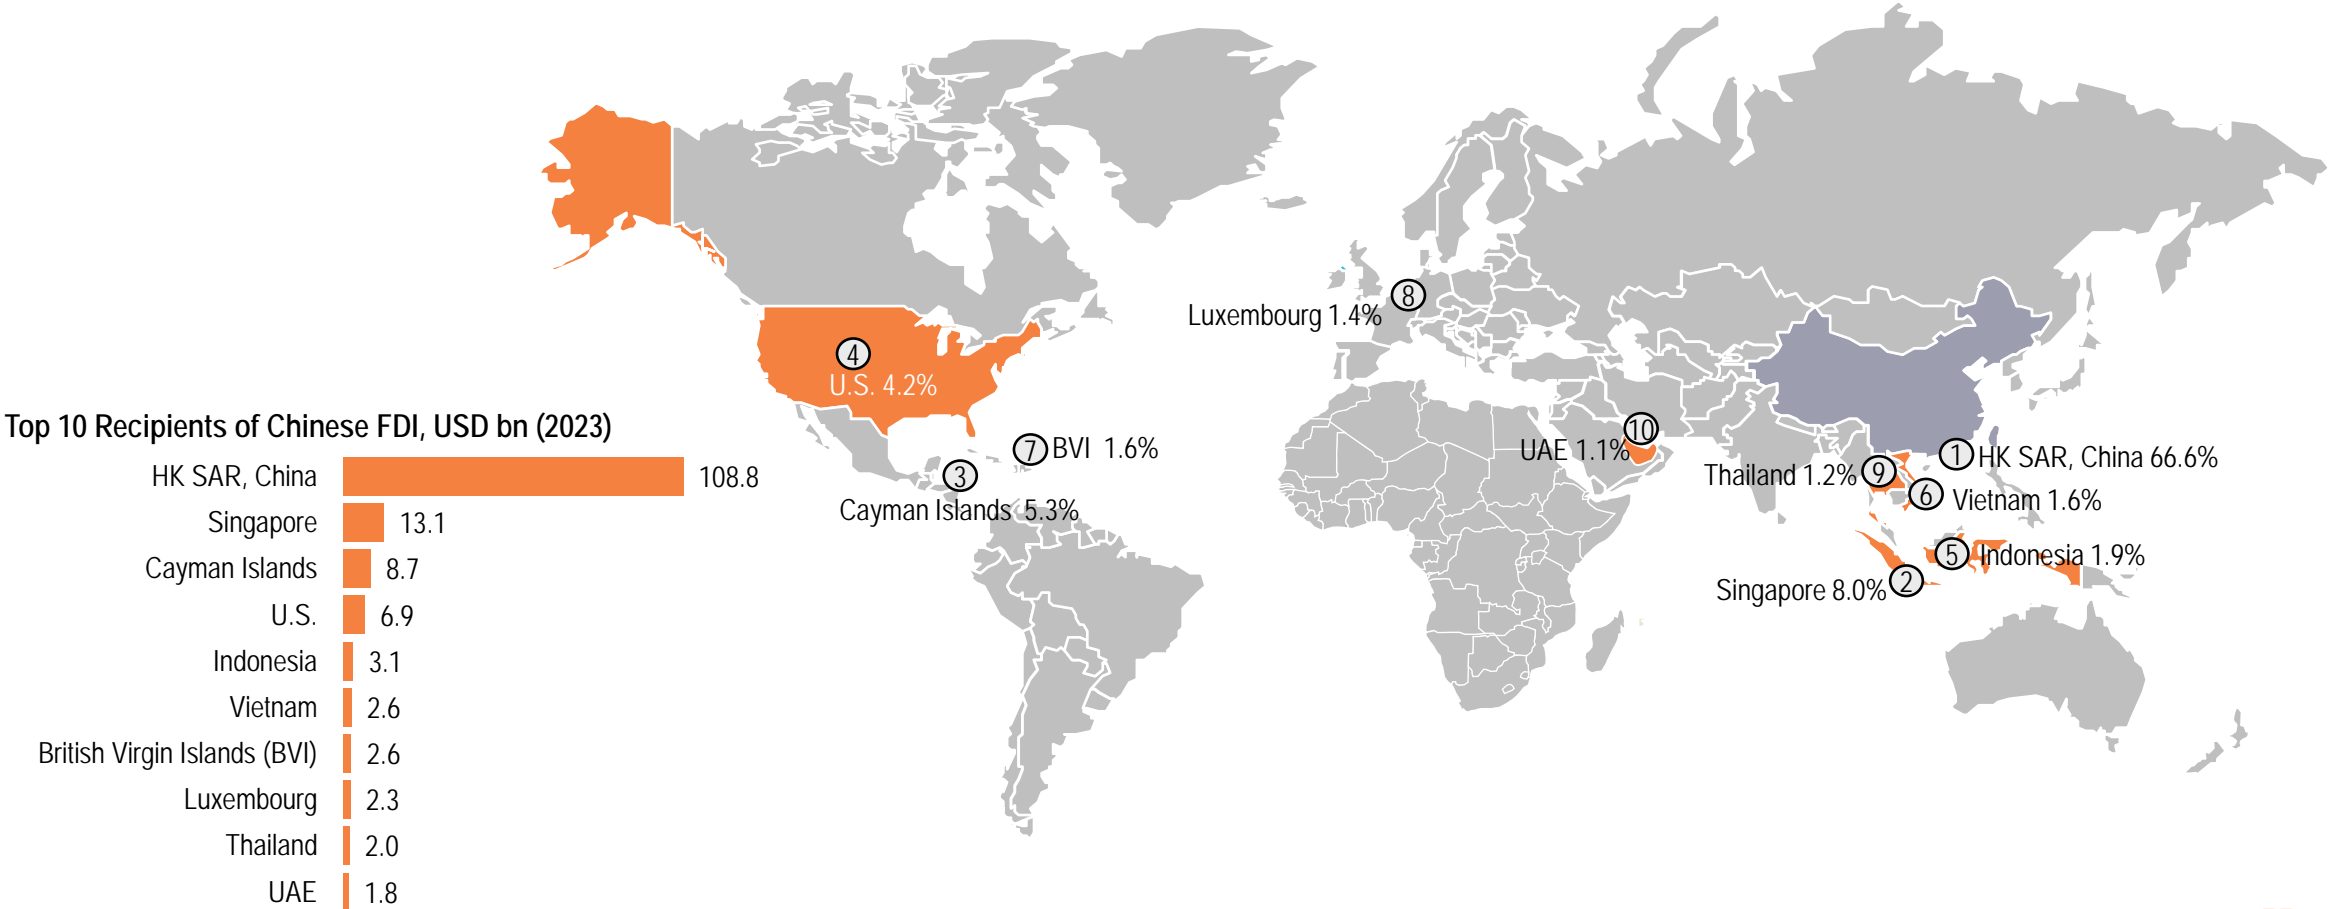 Top 10 Recipients of Chinese FDI, USD bn (2023)
HK SAR, China 108.8
Singapore 13.1
Cayman Islands 8.7
U.S. 6.9
Indonesia 3.1
Vietnam 2.6
British Virgin Islands (BVI) 2.6
Luxembourg 2.3
Thailand 2.0
UAE 1.8
4
U.S. 4.2%
7 BVI 1.6%
3
Cayman Islands 5.3%
8
Luxembourg 1.4%
10
UAE 1.1%
1 HK SAR, China 66.6%
Thailand 1.2% 9
6 Vietnam 1.6%
5 Indonesia 1.9%
Singapore 8.0% 2